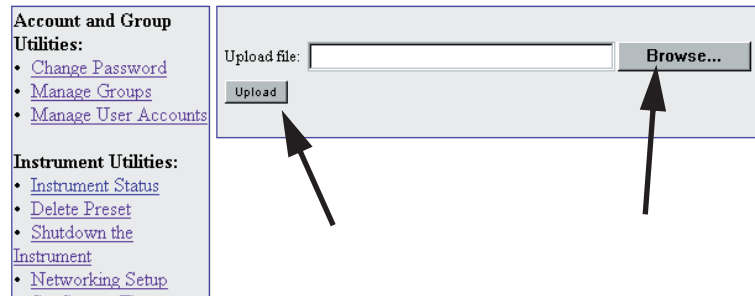 Account and Group
Utilities:
• Change Password
• Manage Groups
• Manage User Accounts
Instrument Utilities:
• Instrument Status
• Delete Preset
• Shutdown the
Instrument
• Networking Setup
Upload file:
Browse...
Upload